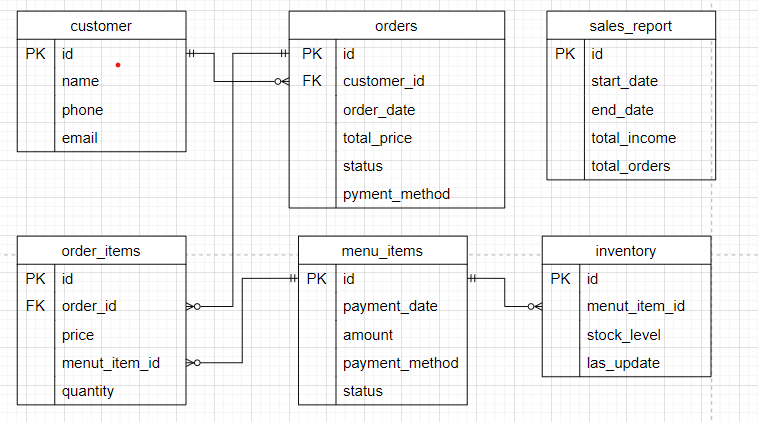 customer
PK id
name
phone
email
orders
PK id
FK customer_id
order_date
total_price
status
pyment_method
sales_report
PK id
start_date
end_date
total_income
total_orders
order_items
PK id
FK order_id
price
menut_item_id
quantity
menu_items
PK id
payment_date
amount
payment_method
status
inventory
PK id
menut_item_id
stock_level
las_update